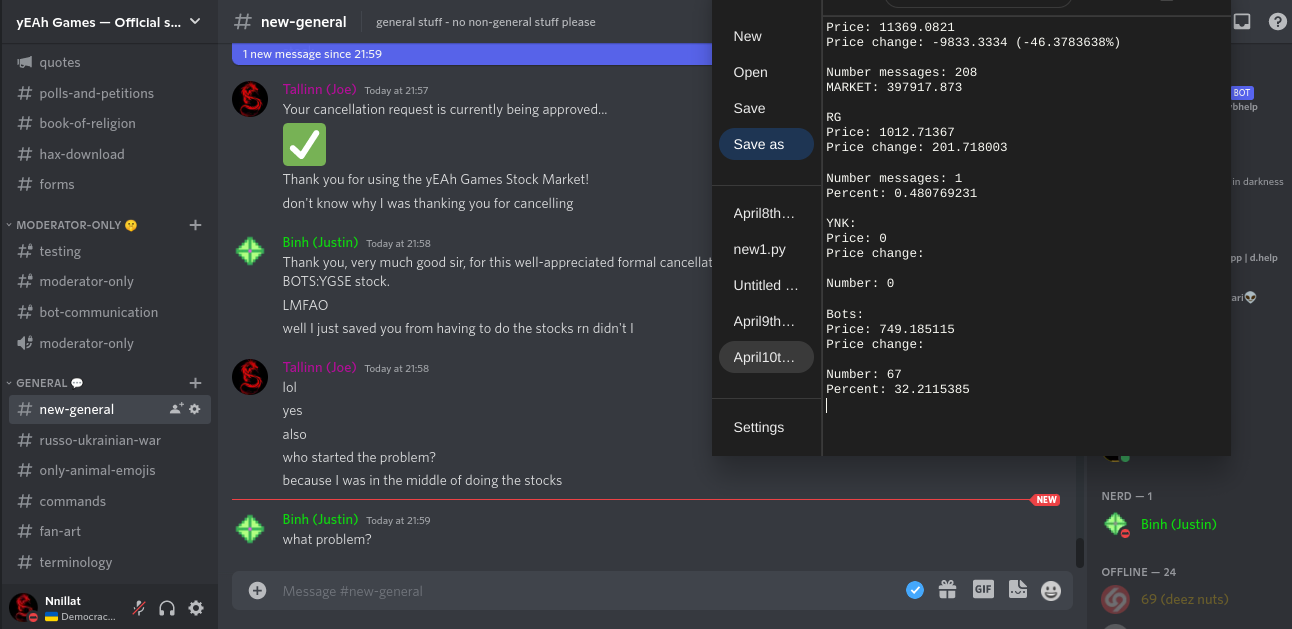 yEAh Games — Official s...
quotes
polls-and-petitions
book-of-religion
hax-download
forms
MODERATOR-ONLY 🤫
testing
moderator-only
bot-communication
moderator-only
GENERAL 💬
new-general
russo-ukrainian-war
only-animal-emojis
commands
fan-art
terminology
Nnillat
Democrac...
new-general
general stuff - no non-general stuff please
1 new message since 21:59
Tallinn (Joe) Today at 21:57
Your cancellation request is currently being approved...
✅
Thank you for using the yEAh Games Stock Market!
don't know why I was thanking you for cancelling
Binh (Justin) Today at 21:58
Thank you, very much good sir, for this well-appreciated formal cancellat
BOTS:YGSE stock.
LMFAO
well I just saved you from having to do the stocks rn didn't I
Tallinn (Joe) Today at 21:58
lol
yes
also
who started the problem?
because I was in the middle of doing the stocks
NEW
Binh (Justin) Today at 21:59
what problem?
Message #new-general
GIF
New
Open
Save
Save as
April8th...
new1.py
Untitled ...
April9th...
April10t...
Settings
Price: 11369.0821
Price change: -9833.3334 (-46.3783638%)
Number messages: 208
MARKET: 397917.873
RG
Price: 1012.71367
Price change: 201.718003
Number messages: 1
Percent: 0.480769231
YNK:
Price: 0
Price change:
Number: 0
Bots:
Price: 749.185115
Price change:
Number: 67
Percent: 32.2115385
BOT
bhelp
in darkness
pp | d.help
ari👽
NERD — 1
Binh (Justin)
OFFLINE — 24
69 (deez nuts)